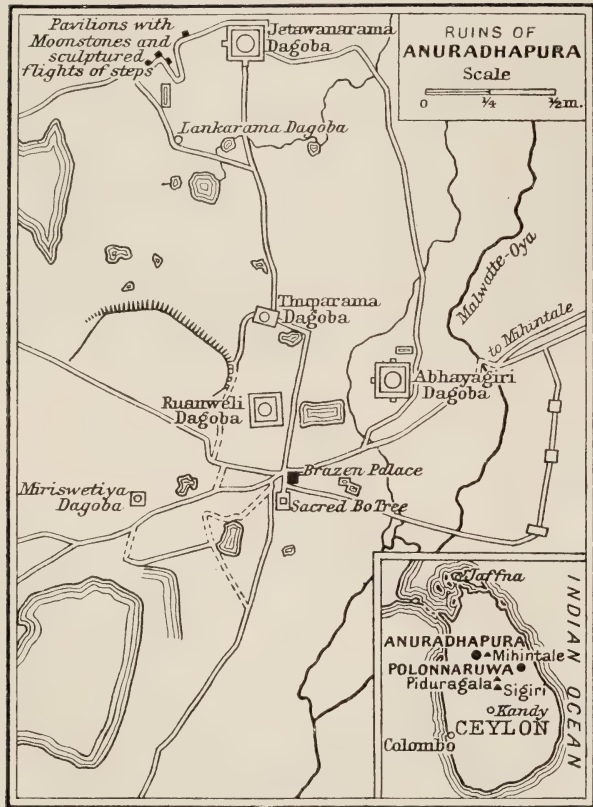 Pavilions with
Moonstones and
sculptured
flights of steps
Jetawanarama
Dagoba
RUINS OF
ANURADHAPURA
Scale
0 ¼ ½ m.
Lankarama Dagoba
Malwatte-Oya
to Mihintale
Thuparama
Dagoba
Abhayagiri
Dagoba
Ruanweli
Dagoba
Brazen Palace
Miriswetiya
Dagoba
Sacred Bo Tree
Jaffna
INDIAN OCEAN
ANURADHAPURA
Mihintale
POLONNARUWA
Piduragala
Sigiri
Kandy
CEYLON
Colombo